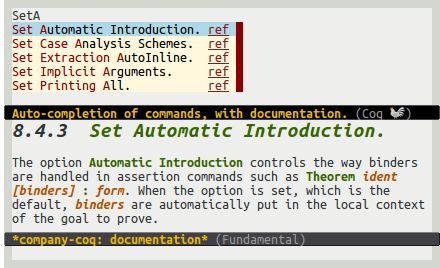 SetA
Set Automatic Introduction. ref
Set Case Analysis Schemes. ref
Set Extraction AutoInline. ref
Set Implicit Arguments. ref
Set Printing All. ref
Auto-completion of commands, with documentation. (Coq 🐓)
8.4.3 Set Automatic Introduction.
The option Automatic Introduction controls the way binders
are handled in assertion commands such as Theorem ident
[binders] : form. When the option is set, which is the
default, binders are automatically put in the local context
of the goal to prove.
*company-coq: documentation* (Fundamental)